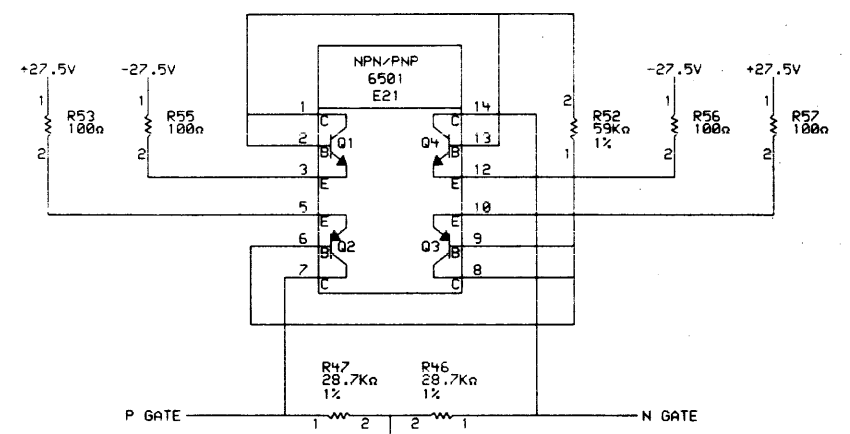 +27.5V
-27.5V
NPN/PNP
6501
E21
-27.5V
+27.5V
1
R53
100Ω
2
1
R55
100Ω
2
2
R52
59KΩ
1%
1
1
R56
100Ω
2
1
R57
100Ω
2
1 C
2 B Q1
3 E
5 E
6 B Q2
7 C
C 14
Q4 B 13
E 12
E 10
Q3 B 9
C 8
R47
28.7KΩ
1%
R46
28.7KΩ
1%
P GATE
1 2 2 1
N GATE